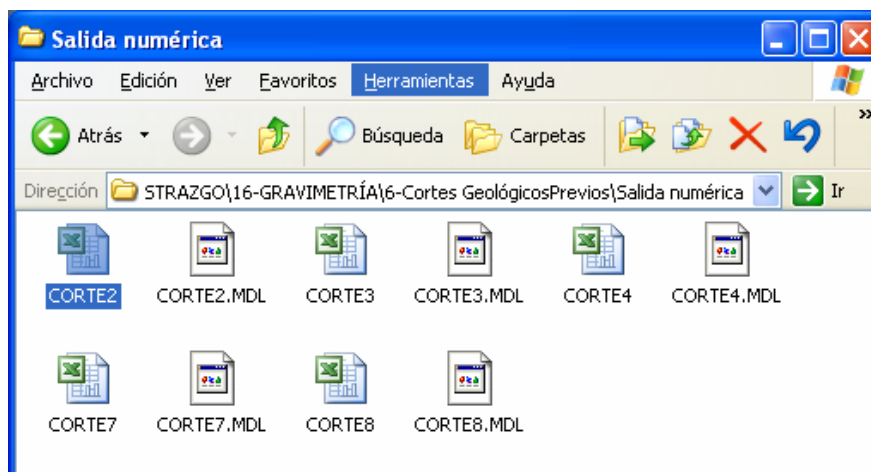 Salida numérica
Archivo Edición Ver Favoritos Herramientas Ayuda
Atrás Búsqueda Carpetas »
Dirección STRAZGO\16-GRAVIMETRÍA\6-Cortes GeológicosPrevios\Salida numérica Ir
CORTE2 CORTE2.MDL CORTE3 CORTE3.MDL CORTE4 CORTE4.MDL
CORTE7 CORTE7.MDL CORTE8 CORTE8.MDL